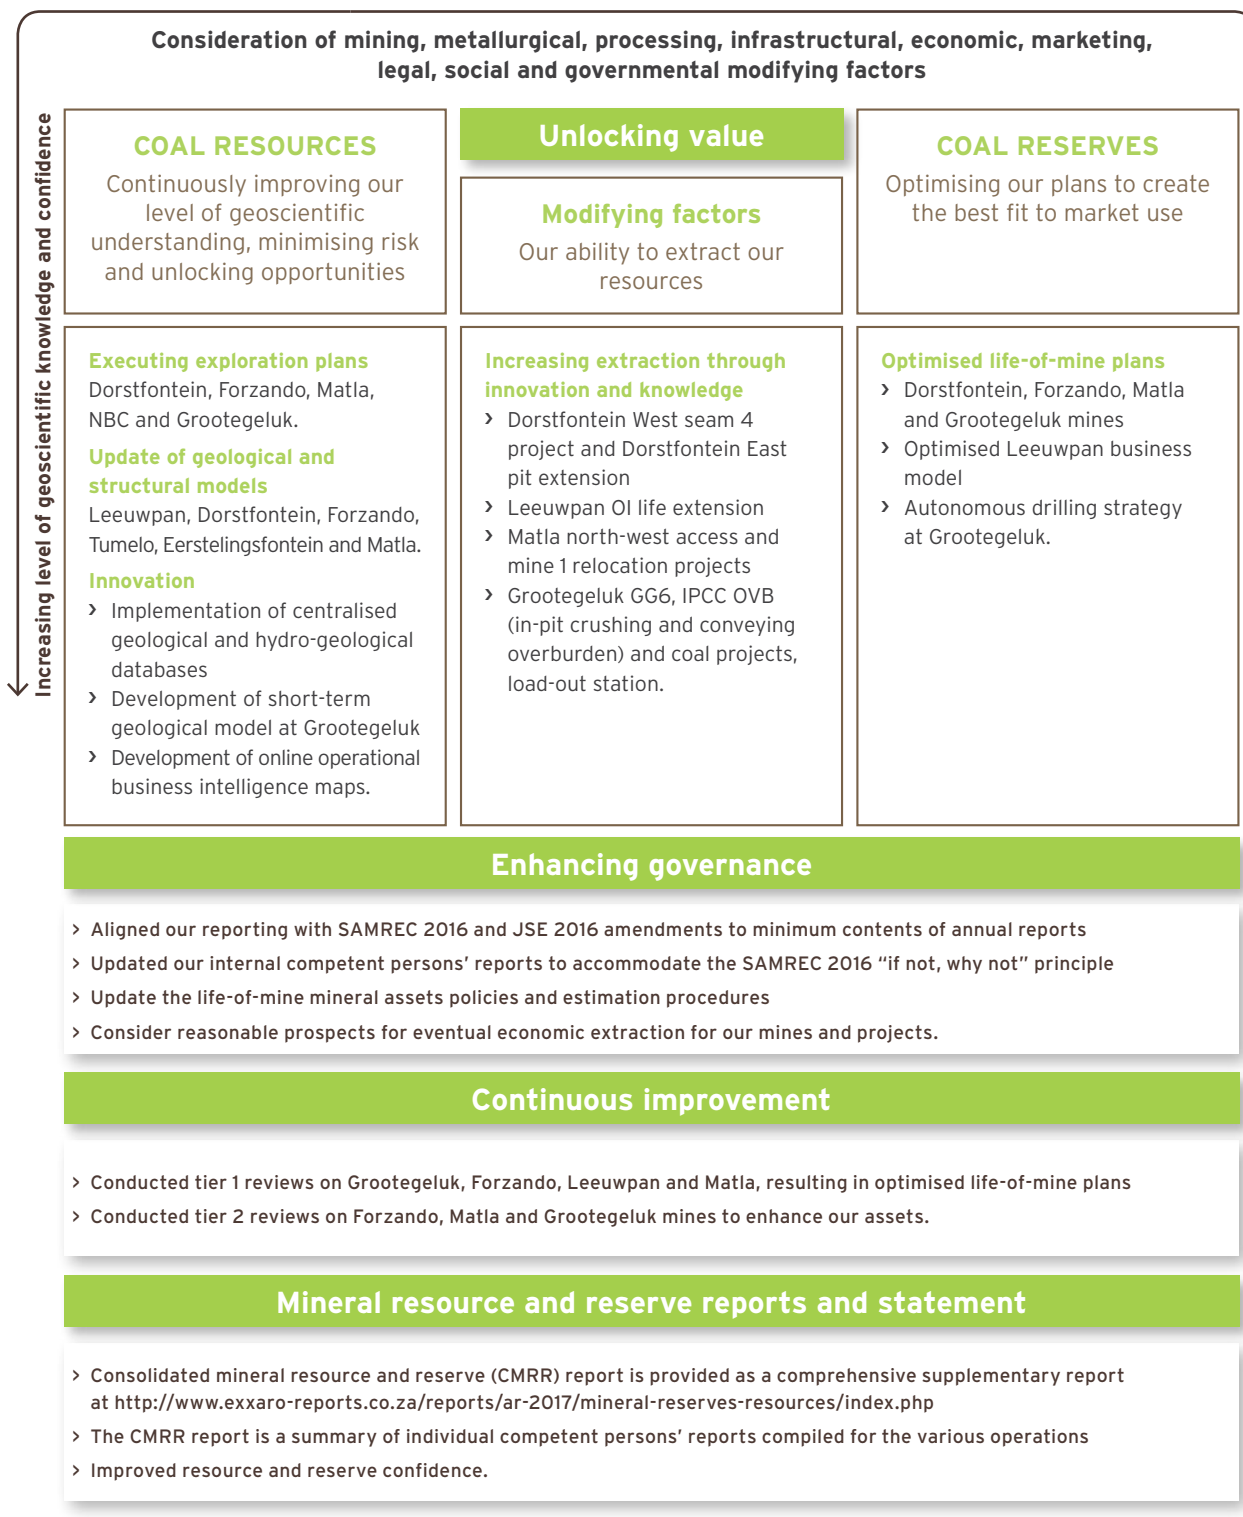 Consideration of mining, metallurgical, processing, infrastructural, economic, marketing,
legal, social and governmental modifying factors
Increasing level of geoscientific knowledge and confidence
COAL RESOURCES
Continuously improving our
level of geoscientific
understanding, minimising risk
and unlocking opportunities
Unlocking value
Modifying factors
Our ability to extract our
resources
COAL RESERVES
Optimising our plans to create
the best fit to market use
Executing exploration plans
Dorstfontein, Forzando, Matla,
NBC and Grootegeluk.
Update of geological and
structural models
Leeuwpan, Dorstfontein, Forzando,
Tumelo, Eerstelingsfontein and Matla.
Innovation
› Implementation of centralised
geological and hydro-geological
databases
› Development of short-term
geological model at Grootegeluk
› Development of online operational
business intelligence maps.
Increasing extraction through
innovation and knowledge
› Dorstfontein West seam 4
project and Dorstfontein East
pit extension
› Leeuwpan OI life extension
› Matla north-west access and
mine 1 relocation projects
› Grootegeluk GG6, IPCC OVB
(in-pit crushing and conveying
overburden) and coal projects,
load-out station.
Optimised life-of-mine plans
› Dorstfontein, Forzando, Matla
and Grootegeluk mines
› Optimised Leeuwpan business
model
› Autonomous drilling strategy
at Grootegeluk.
Enhancing governance
› Aligned our reporting with SAMREC 2016 and JSE 2016 amendments to minimum contents of annual reports
› Updated our internal competent persons’ reports to accommodate the SAMREC 2016 “if not, why not” principle
› Update the life-of-mine mineral assets policies and estimation procedures
› Consider reasonable prospects for eventual economic extraction for our mines and projects.
Continuous improvement
› Conducted tier 1 reviews on Grootegeluk, Forzando, Leeuwpan and Matla, resulting in optimised life-of-mine plans
› Conducted tier 2 reviews on Forzando, Matla and Grootegeluk mines to enhance our assets.
Mineral resource and reserve reports and statement
› Consolidated mineral resource and reserve (CMRR) report is provided as a comprehensive supplementary report
at http://www.exxaro-reports.co.za/reports/ar-2017/mineral-reserves-resources/index.php
› The CMRR report is a summary of individual competent persons’ reports compiled for the various operations
› Improved resource and reserve confidence.